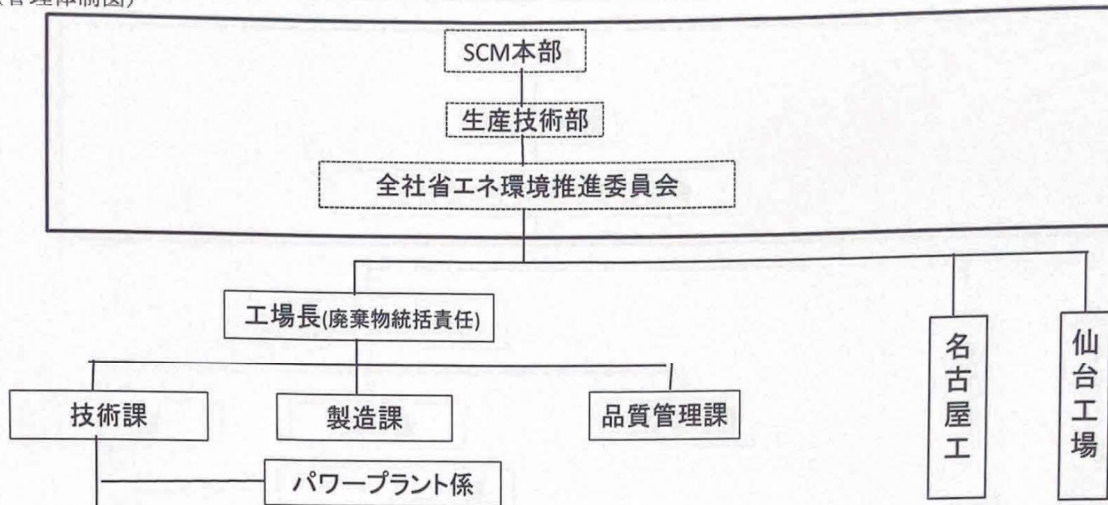 (管理体制図)
SCM本部
生産技術部
全社省エネ環境推進委員会
工場長(廃棄物統括責任)
名古屋工
仙台工場
技術課
製造課
品質管理課
パワープラント係